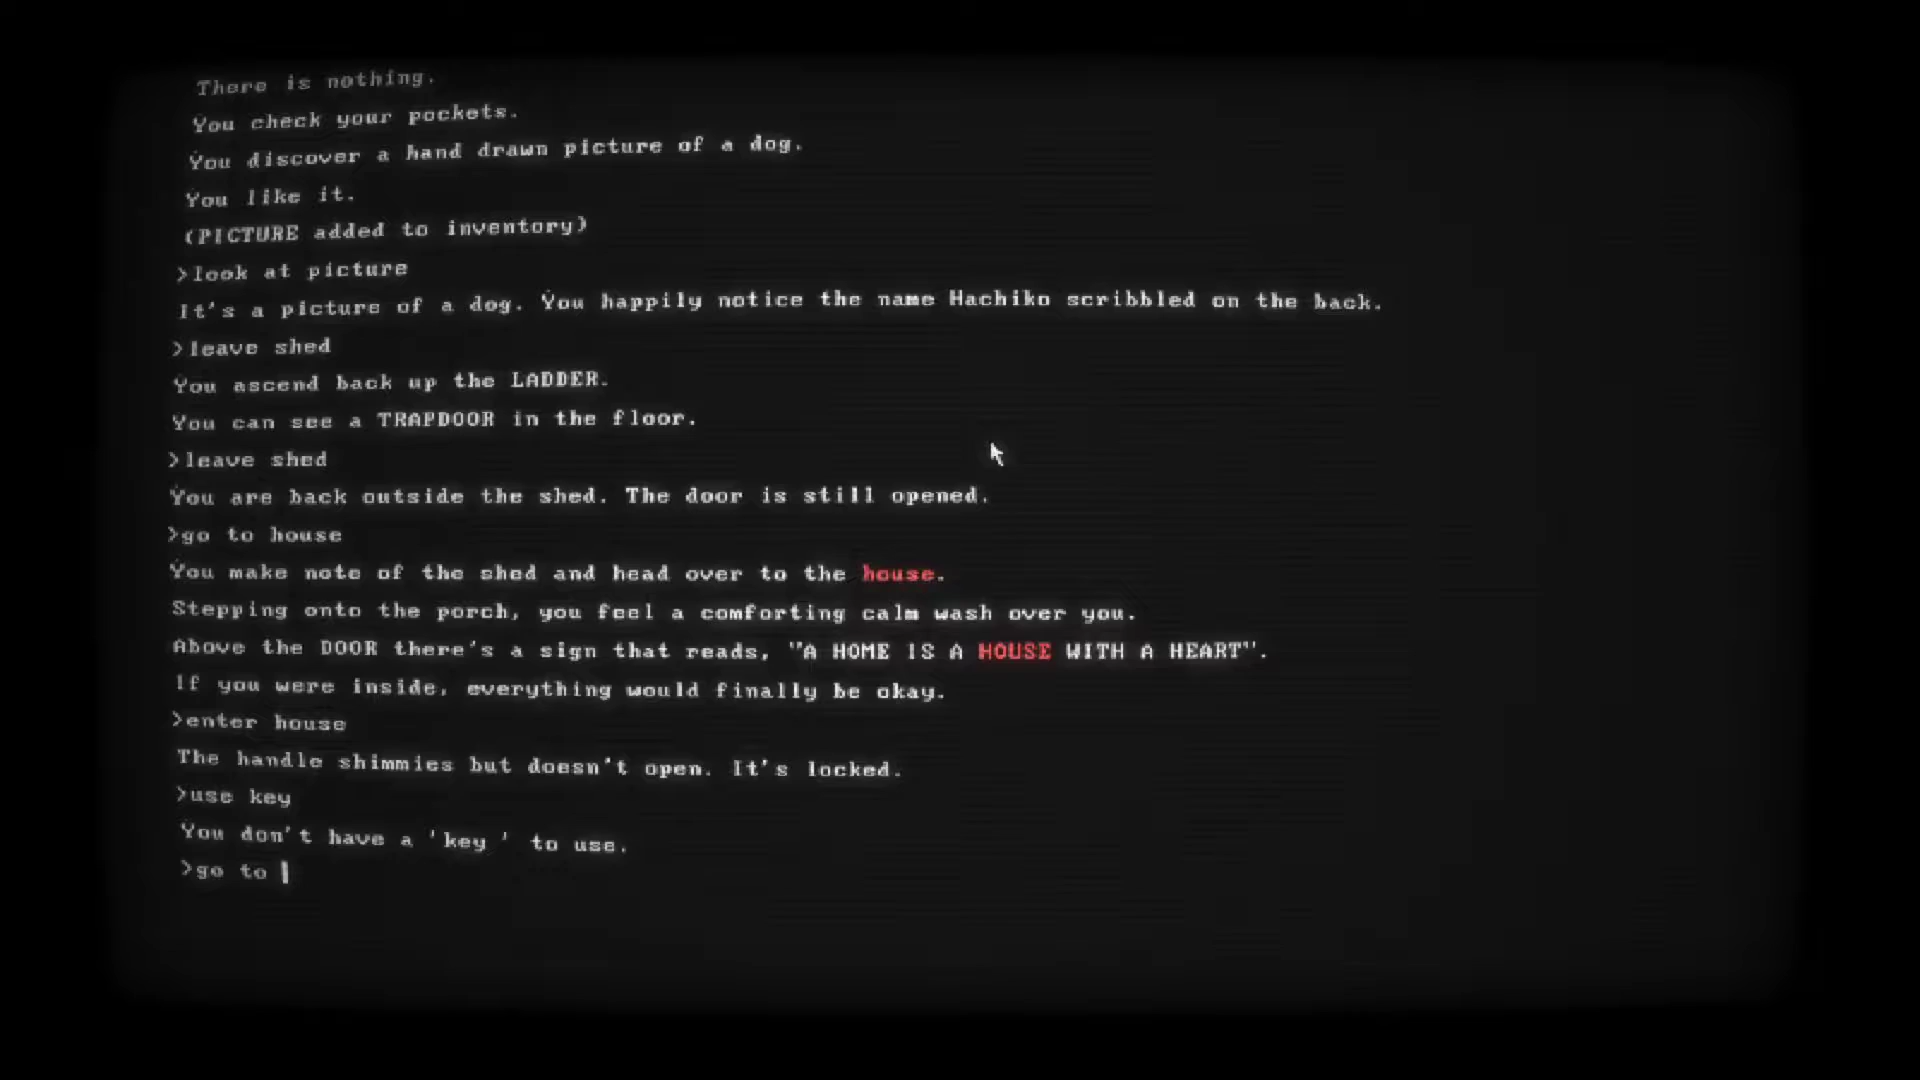 There is nothing.
You check your pockets.
You discover a hand drawn picture of a dog.
You like it.
(PICTURE added to inventory)
>look at picture
It's a picture of a dog. You happily notice the name Hachiko scribbled on the back.
>leave shed
You ascend back up the LADDER.
You can see a TRAPDOOR in the floor.
>leave shed
You are back outside the shed. The door is still opened.
>go to house
You make note of the shed and head over to the house.
Stepping onto the porch, you feel a comforting calm wash over you.
Above the DOOR there's a sign that reads, "A HOME IS A HOUSE WITH A HEART".
If you were inside, everything would finally be okay.
>enter house
The handle shimmies but doesn't open. It's locked.
>use key
You don't have a 'key ' to use.
>go to